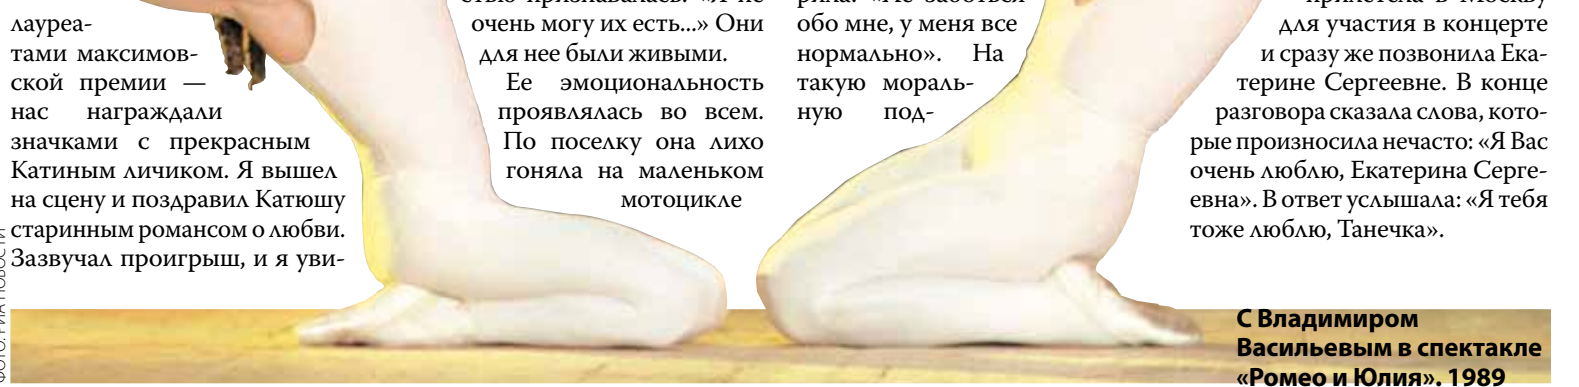 лауреа-
тами максимов-
ской премии —
нас награждали
значками с прекрасным
Катиным личиком. Я вышел
на сцену и поздравил Катюшу
старинным романсом о любви.
Зазвучал проигрыш, и я уви-
очень могу их есть...» Они
для нее были живыми.
Ее эмоциональность
проявлялась во всем.
По поселку она лихо
гоняла на маленьком
мотоцикле
обо мне, у меня все
нормально». На
такую мораль-
ную под-
для участия в концерте
и сразу же позвонила Ека-
терине Сергеевне. В конце
разговора сказала слова, кото-
рые произносила нечасто: «Я Вас
очень люблю, Екатерина Серге-
евна». В ответ услышала: «Я тебя
тоже люблю, Танечка».
С Владимиром
Васильевым в спектакле
«Ромео и Юлия». 1989